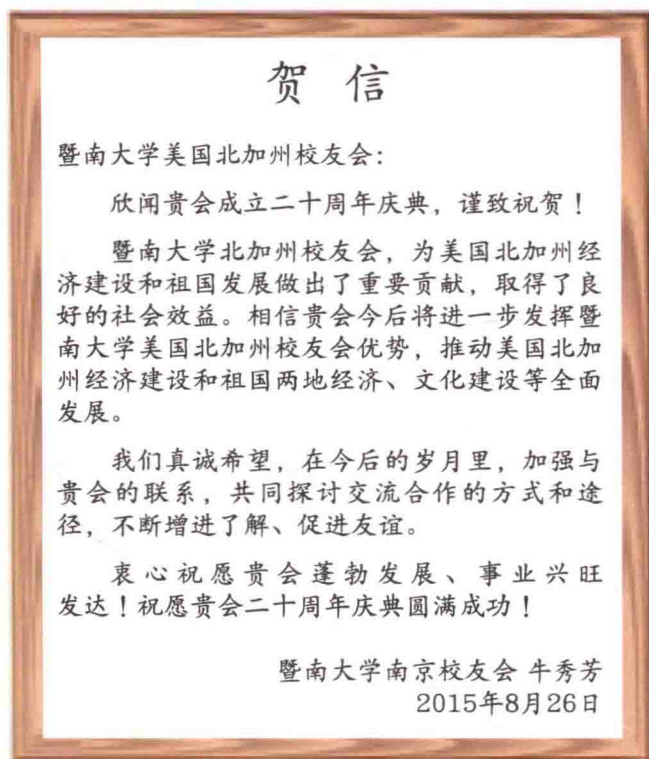 贺 信
暨南大学美国北加州校友会：
欣闻贵会成立二十周年庆典，谨致祝贺！
暨南大学北加州校友会，为美国北加州经
济建设和祖国发展做出了重要贡献，取得了良
好的社会效益。相信贵会今后将进一步发挥暨
南大学美国北加州校友会优势，推动美国北加
州经济建设和祖国两地经济、文化建设等全面
发展。
我们真诚希望，在今后的岁月里，加强与
贵会的联系，共同探讨交流合作的方式和途
径，不断增进了解、促进友谊。
衷心祝愿贵会蓬勃发展、事业兴旺
发达！祝愿贵会二十周年庆典圆满成功！
暨南大学南京校友会 牛秀芳
2015年8月26日